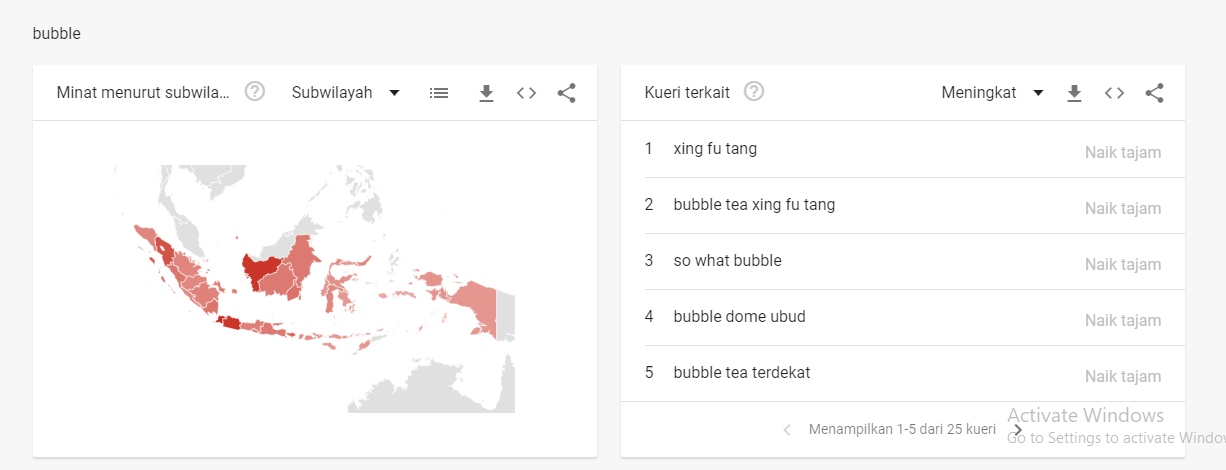 bubble
Minat menurut subwila... Subwilayah
Kueri terkait Meningkat
1 xing fu tang Naik tajam
2 bubble tea xing fu tang Naik tajam
3 so what bubble Naik tajam
4 bubble dome ubud Naik tajam
5 bubble tea terdekat Naik tajam
Menampilkan 1-5 dari 25 kueri
Activate Windows
Go to Settings to activate Windo